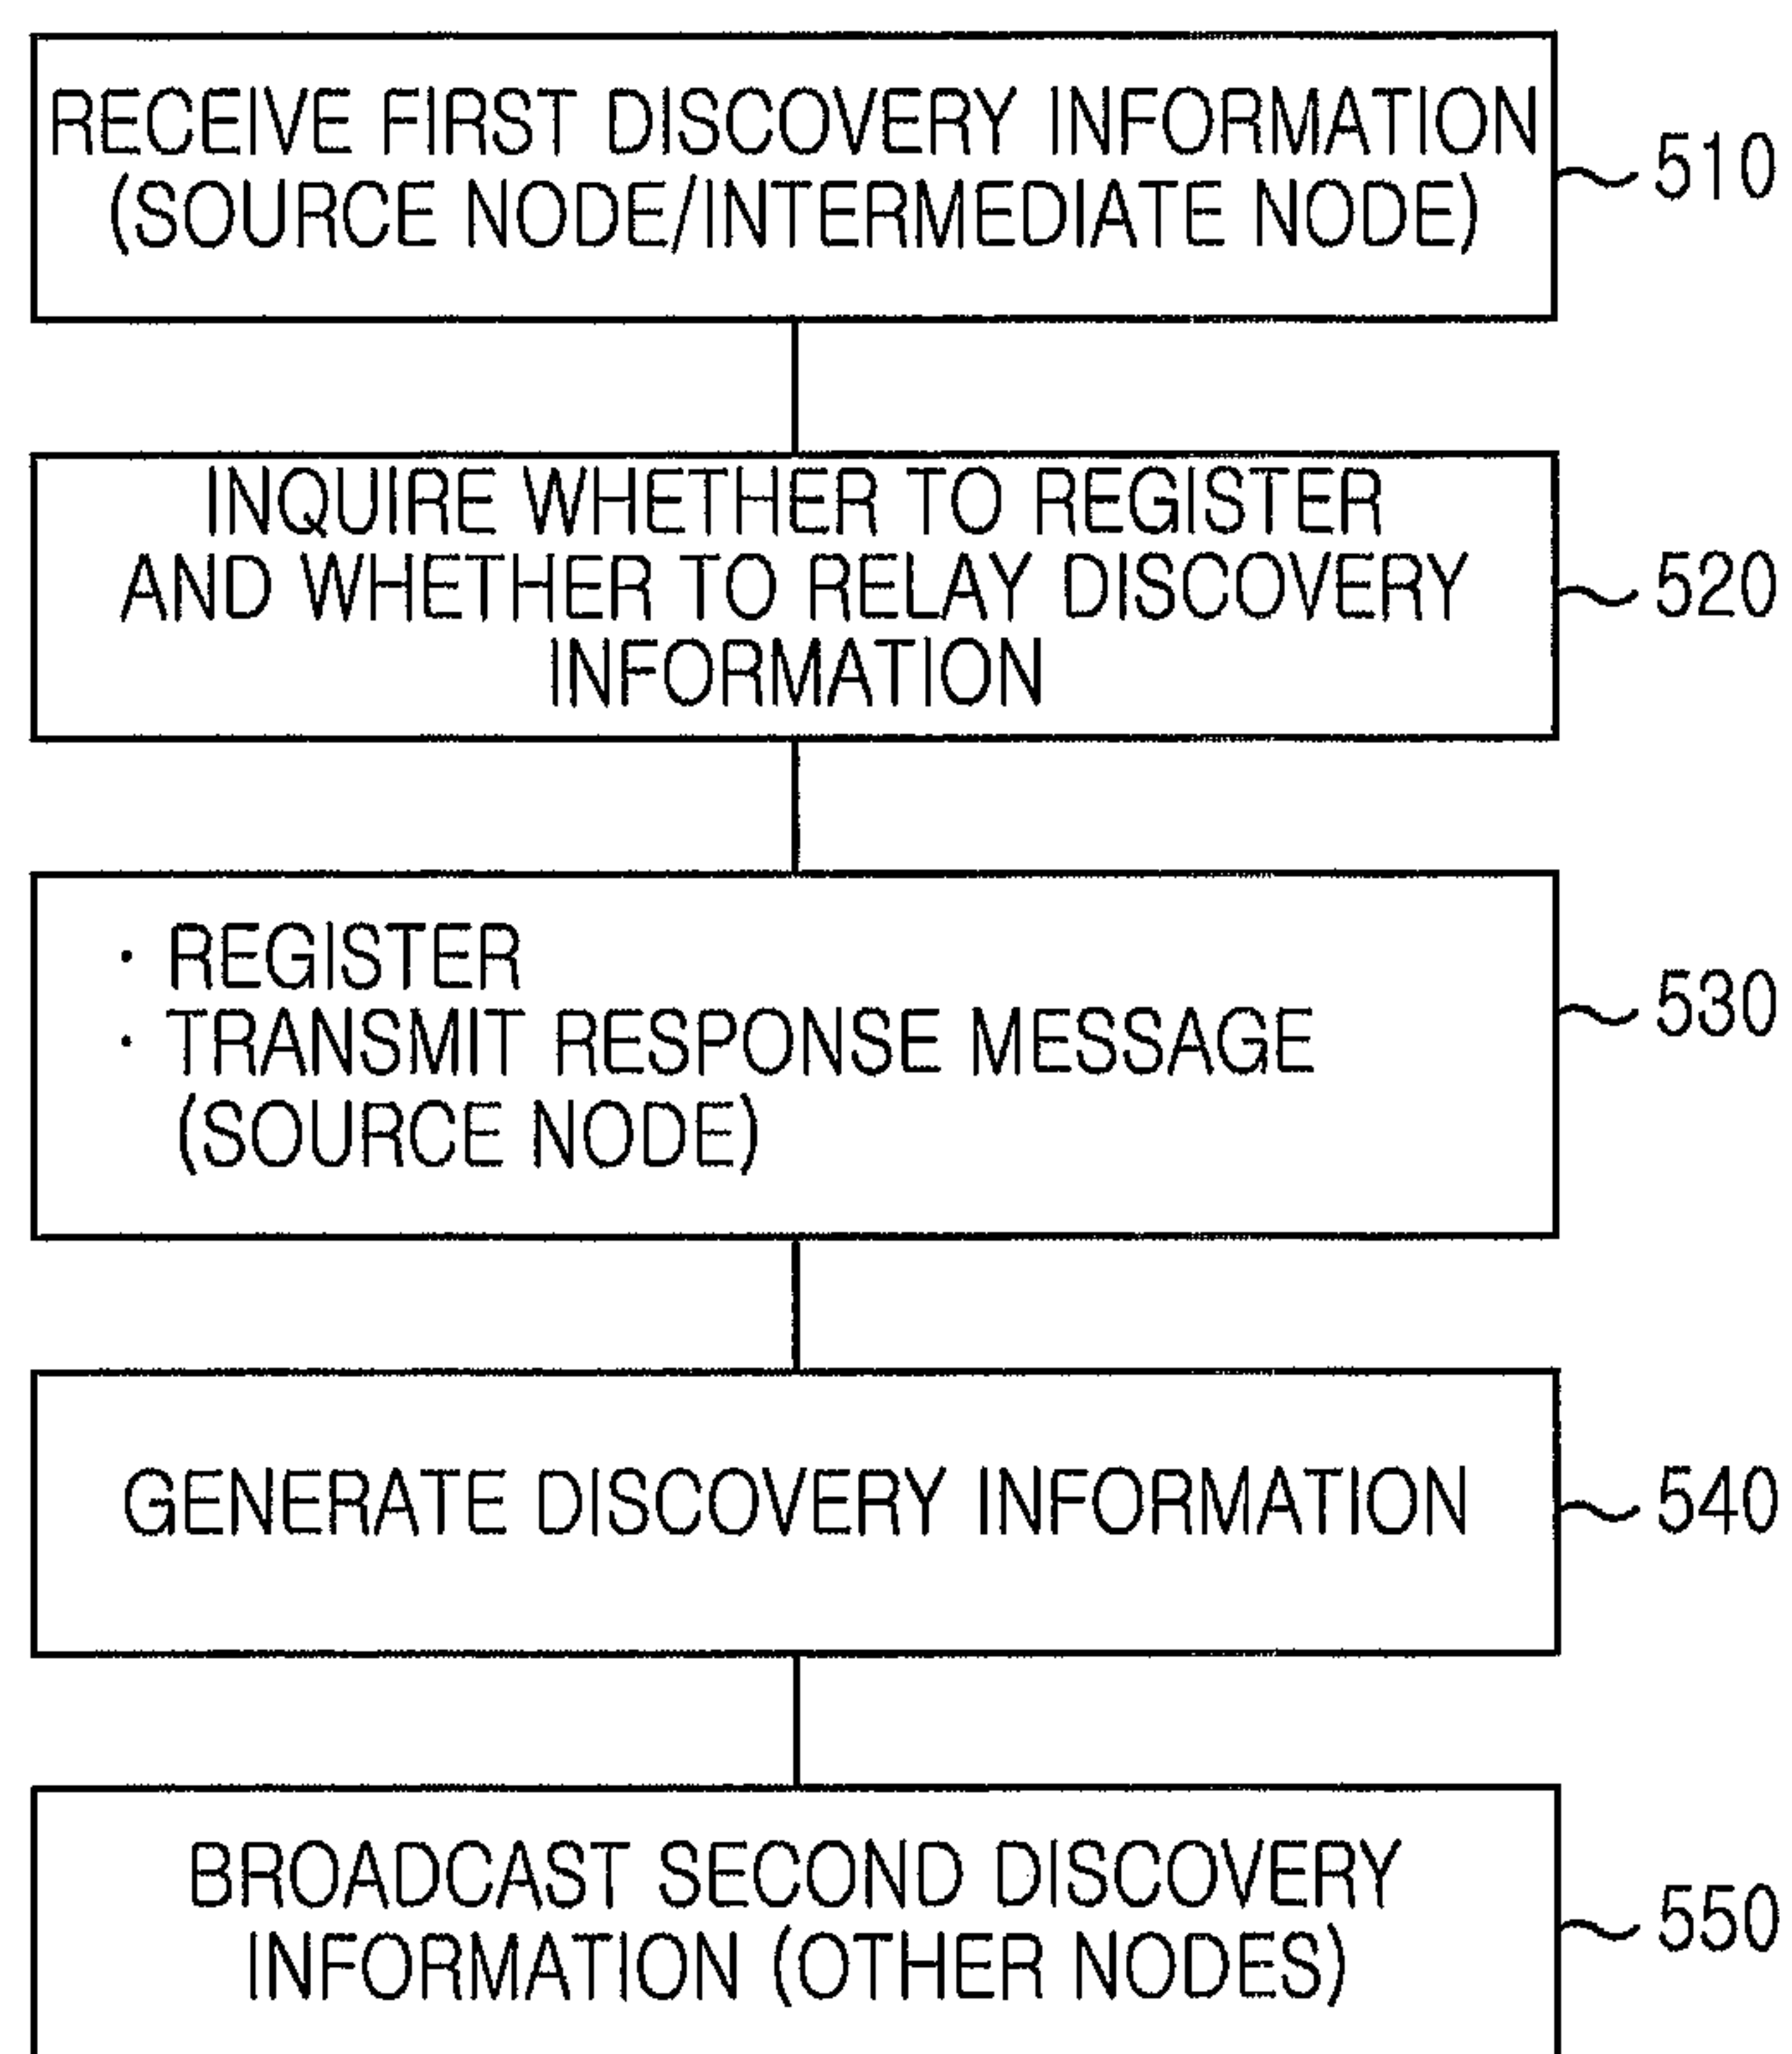 RECEIVE FIRST DISCOVERY INFORMATION
(SOURCE NODE/INTERMEDIATE NODE)
510
INQUIRE WHETHER TO REGISTER
AND WHETHER TO RELAY DISCOVERY
INFORMATION
520
· REGISTER
· TRANSMIT RESPONSE MESSAGE
(SOURCE NODE)
530
GENERATE DISCOVERY INFORMATION
540
BROADCAST SECOND DISCOVERY
INFORMATION (OTHER NODES)
550